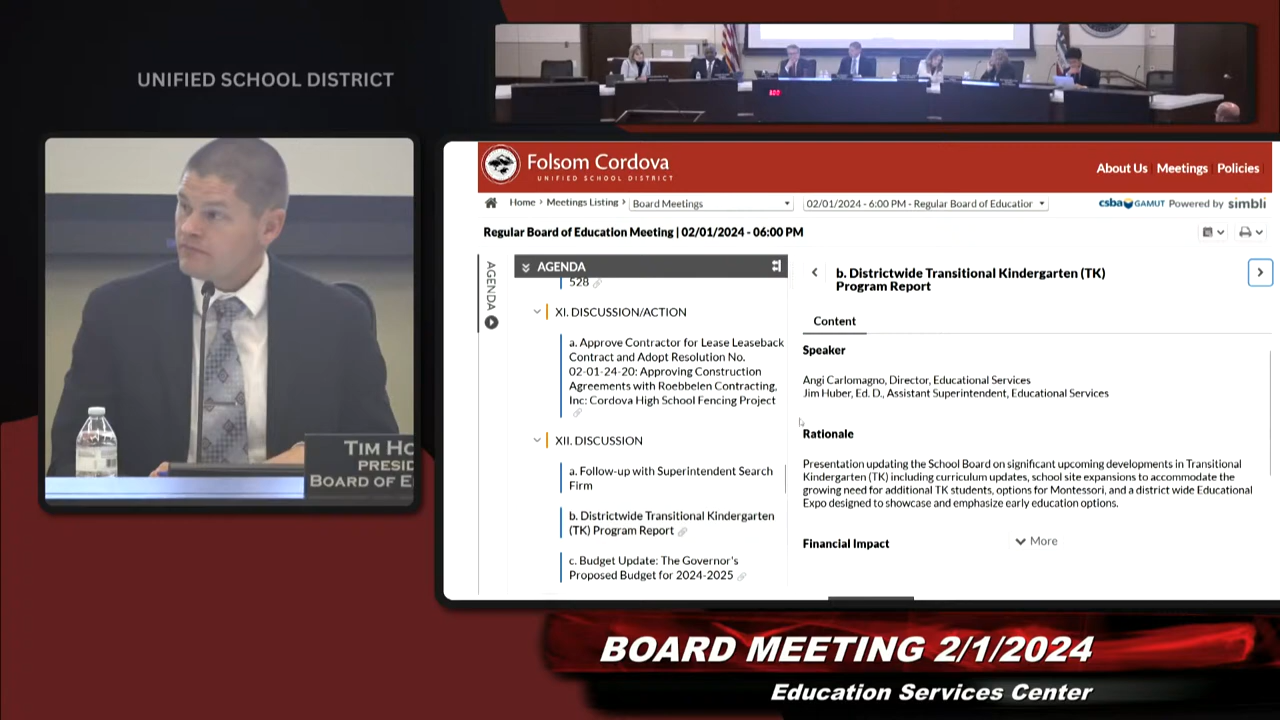 UNIFIED SCHOOL DISTRICT
TIM HO
PRESID
BOARD OF E
Folsom Cordova
UNIFIED SCHOOL DISTRICT
About Us Meetings Policies
Home › Meetings Listing › Board Meetings 02/01/2024 - 6:00 PM - Regular Board of Educatior
csba GAMUT Powered by simbli
Regular Board of Education Meeting | 02/01/2024 - 06:00 PM
AGENDA
AGENDA
528
XI. DISCUSSION/ACTION
a. Approve Contractor for Lease Leaseback
Contract and Adopt Resolution No.
02-01-24-20: Approving Construction
Agreements with Roebbelen Contracting,
Inc: Cordova High School Fencing Project
XII. DISCUSSION
a. Follow-up with Superintendent Search
Firm
b. Districtwide Transitional Kindergarten
(TK) Program Report
c. Budget Update: The Governor's
Proposed Budget for 2024-2025
b. Districtwide Transitional Kindergarten (TK)
Program Report
Content
Speaker
Angi Carlomagno, Director, Educational Services
Jim Huber, Ed. D., Assistant Superintendent, Educational Services
Rationale
Presentation updating the School Board on significant upcoming developments in Transitional
Kindergarten (TK) including curriculum updates, school site expansions to accommodate the
growing need for additional TK students, options for Montessori, and a district wide Educational
Expo designed to showcase and emphasize early education options.
Financial Impact
More
BOARD MEETING 2/1/2024
Education Services Center